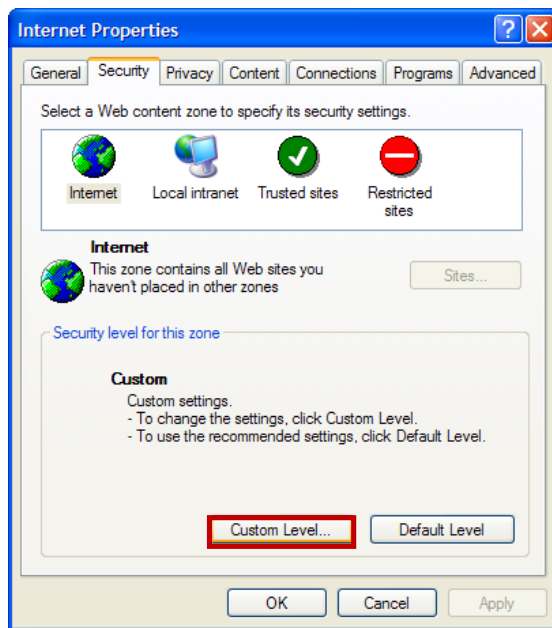 Internet Properties
General Security Privacy Content Connections Programs Advanced
Select a Web content zone to specify its security settings.
Internet Local intranet Trusted sites Restricted
sites
Internet
This zone contains all Web sites you
haven't placed in other zones
Sites...
Security level for this zone
Custom
Custom settings.
- To change the settings, click Custom Level.
- To use the recommended settings, click Default Level.
Custom Level... Default Level
OK Cancel Apply